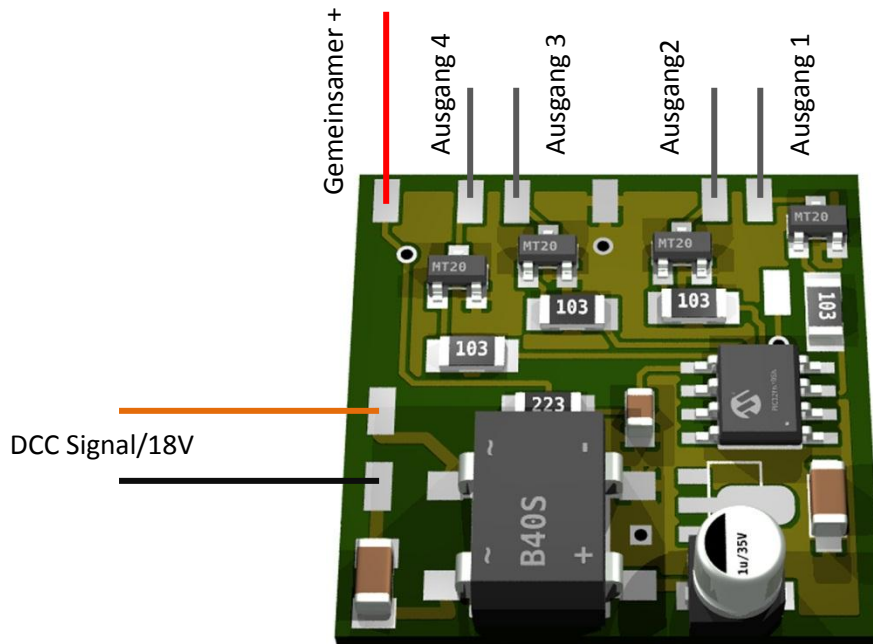 Gemeinsamer +
Ausgang 4
Ausgang 3
Ausgang2
Ausgang 1
MT20
MT20
MT20
MT20
103
103
103
103
223
DCC Signal/18V
~ -
B40S
~ +
1u/35V